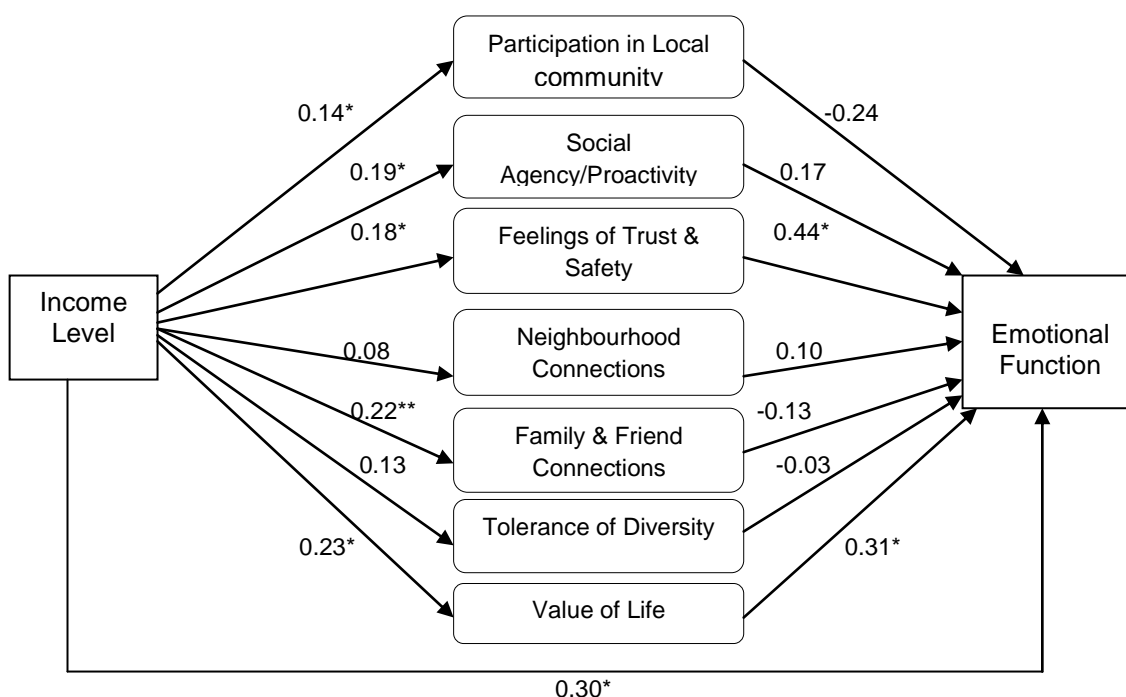 Participation in Local
community
0.14*
-0.24
Social
Agency/Proactivity
0.19*
0.17
0.18*
Feelings of Trust &
Safety
0.44*
Income
Level
Emotional
Function
0.08
Neighbourhood
Connections
0.10
0.22**
Family & Friend
Connections
-0.13
0.13
-0.03
Tolerance of Diversity
0.23*
0.31*
Value of Life
0.30*